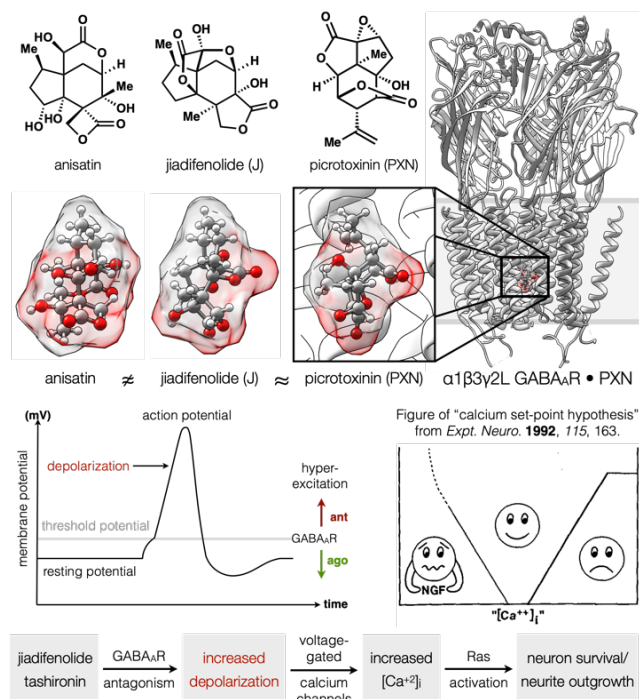 HO
O
O
Me
H
Me
OH
HO
OH
O
O
anisatin
O
OH
O
O
Me
H
OH
Me
O
O
jiadifenolide (J)
O
O
O
Me
H
OH
O
O
Me
picrotoxinin (PXN)
anisatin ≠ jiadifenolide (J) ≈ picrotoxinin (PXN)
α1β3γ2L GABAAR • PXN
(mV)
action potential
membrane potential
depolarization
threshold potential
resting potential
time
hyper-
excitation
ant
GABAAR
ago
Figure of “calcium set-point hypothesis”
from Expt. Neuro. 1992, 115, 163.
NGF
"[Ca++]i"
jiadifenolide
tashironin
GABAAR
antagonism
increased
depolarization
voltage-
gated
calcium
channels
increased
[Ca+2]i
Ras
activation
neuron survival/
neurite outgrowth